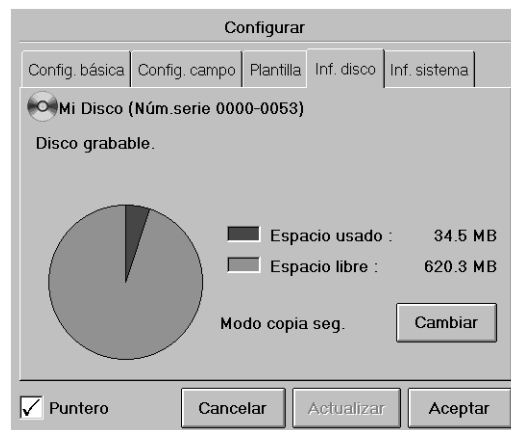 Configurar
Config. básica Config. campo Plantilla Inf. disco Inf. sistema
Mi Disco (Núm.serie 0000-0053)
Disco grabable.
Espacio usado : 34.5 MB
Espacio libre : 620.3 MB
Modo copia seg. Cambiar
Puntero Cancelar Actualizar Aceptar